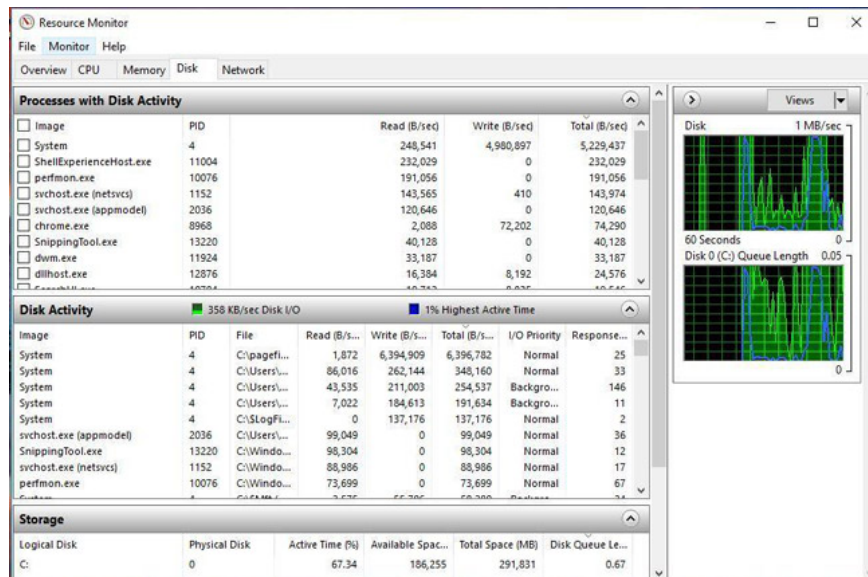 Resource Monitor
File Monitor Help
Overview CPU Memory Disk Network
Processes with Disk Activity
Image PID Read (B/sec) Write (B/sec) Total (B/sec)
System 4 248,541 4,980,897 5,229,437
ShellExperienceHost.exe 11004 232,029 0 232,029
perfmon.exe 10076 191,056 0 191,056
svchost.exe (netsvcs) 1152 143,565 410 143,974
svchost.exe (appmodel) 2036 120,646 0 120,646
chrome.exe 8968 2,088 72,202 74,290
SnippingTool.exe 13220 40,128 0 40,128
dwm.exe 11924 33,187 0 33,187
dllhost.exe 12876 16,384 8,192 24,576
Disk Activity 358 KB/sec Disk I/O 1% Highest Active Time
Image PID File Read (B/s... Write (B/s... Total (B/s... I/O Priority Response...
System 4 C:\pagefi... 1,872 6,394,909 6,396,782 Normal 25
System 4 C:\Users\,... 86,016 262,144 348,160 Normal 33
System 4 C:\Users\,... 43,535 211,003 254,537 Backgro... 146
System 4 C:\Users\,... 7,022 184,613 191,634 Backgro... 11
System 4 C:\$LogFi... 0 137,176 137,176 Normal 2
svchost.exe (appmodel) 2036 C:\Users\,... 99,049 0 99,049 Normal 36
SnippingTool.exe 13220 C:\Windo... 98,304 0 98,304 Normal 12
svchost.exe (netsvcs) 1152 C:\Windo... 88,986 0 88,986 Normal 17
perfmon.exe 10076 C:\Windo... 73,699 0 73,699 Normal 67
Storage
Logical Disk Physical Disk Active Time (%) Available Spac... Total Space (MB) Disk Queue Le...
C: 0 67.34 186,255 291,831 0.67
Views
Disk 1 MB/sec
60 Seconds 0
Disk 0 (C:) Queue Length 0.05
0